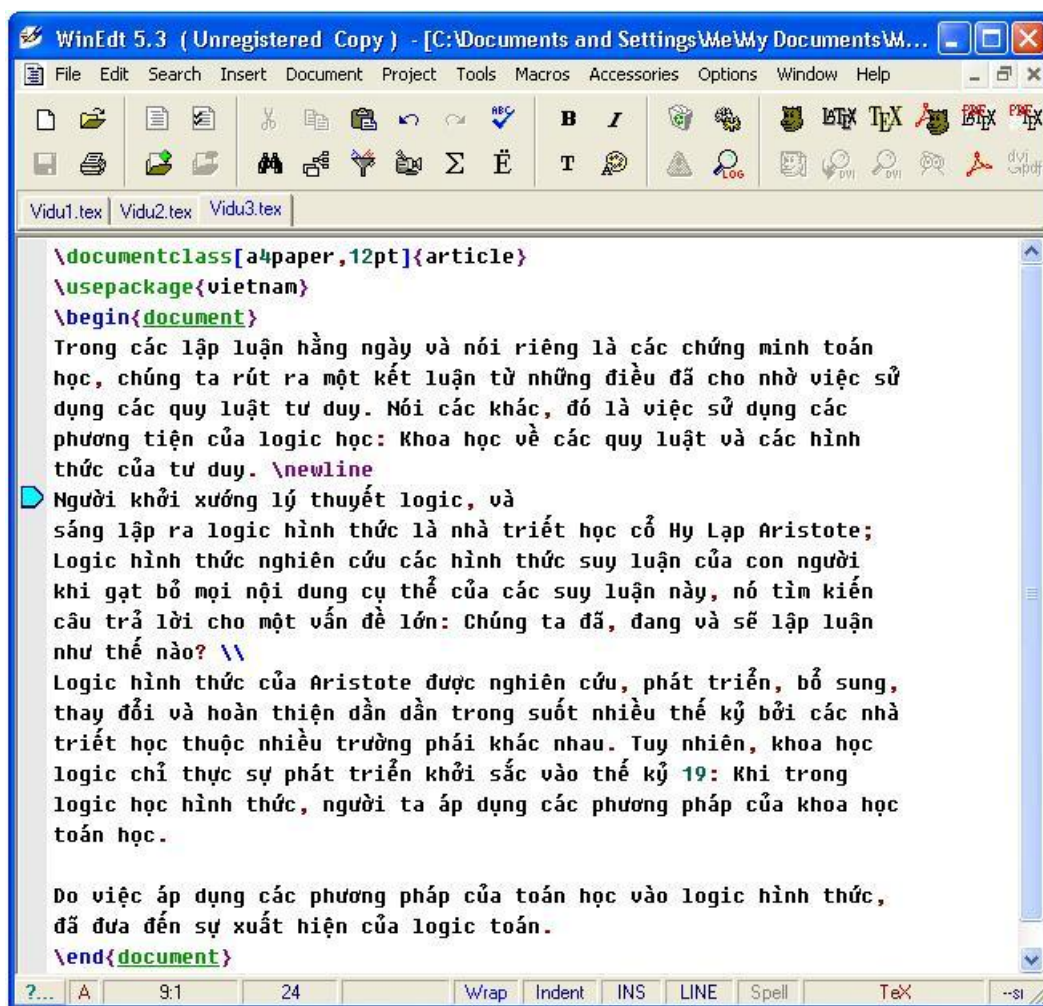 WinEdt 5.3 ( Unregistered Copy ) - [C:\Documents and Settings\Me\My Documents\M...
File Edit Search Insert Document Project Tools Macros Accessories Options Window Help
ABC B I LATEX TEX PDF LATEX PDF TEX
Σ Ë T LOG DVI DVI dvi pdf
Vidu1.tex Vidu2.tex Vidu3.tex
\documentclass[a4paper,12pt]{article}
\usepackage{vietnam}
\begin{document}
Trong các lập luận hằng ngày và nói riêng là các chứng minh toán
học, chúng ta rút ra một kết luận từ những điều đã cho nhờ việc sử
dụng các quy luật tư duy. Nói các khác, đó là việc sử dụng các
phương tiện của logic học: Khoa học về các quy luật và các hình
thức của tư duy. \newline
Người khởi xướng lý thuyết logic, và
sáng lập ra logic hình thức là nhà triết học cổ Hy Lạp Aristote;
Logic hình thức nghiên cứu các hình thức suy luận của con người
khi gạt bỏ mọi nội dung cụ thể của các suy luận này, nó tìm kiến
câu trả lời cho một vấn đề lớn: Chúng ta đã, đang và sẽ lập luận
như thế nào? \\
Logic hình thức của Aristote được nghiên cứu, phát triển, bổ sung,
thay đổi và hoàn thiện dần dần trong suốt nhiều thế kỷ bởi các nhà
triết học thuộc nhiều trường phái khác nhau. Tuy nhiên, khoa học
logic chỉ thực sự phát triển khởi sắc vào thế kỷ 19: Khi trong
logic học hình thức, người ta áp dụng các phương pháp của khoa học
toán học.
Do việc áp dụng các phương pháp của toán học vào logic hình thức,
đã đưa đến sự xuất hiện của logic toán.
\end{document}
?... A 9:1 24 Wrap Indent INS LINE Spell TeX --sr